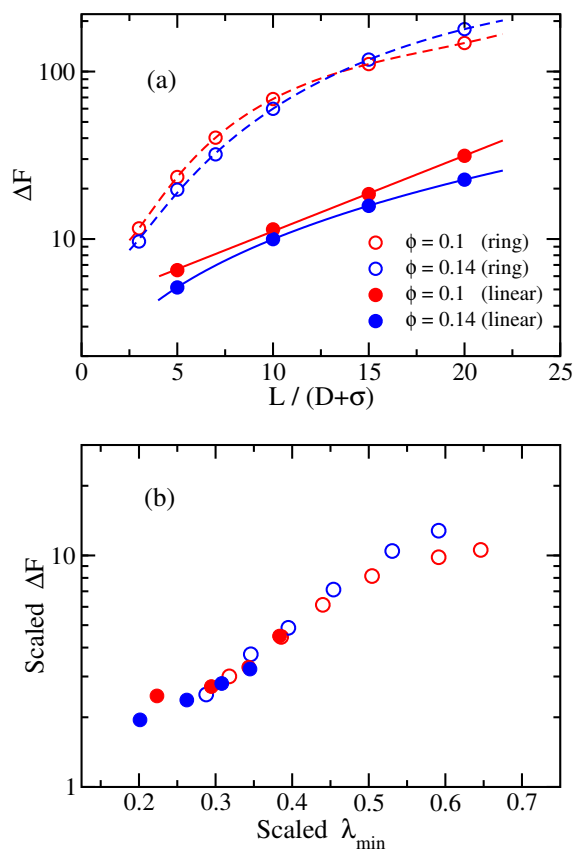 (a)
100
10
ΔF
ϕ = 0.1 (ring)
ϕ = 0.14 (ring)
ϕ = 0.1 (linear)
ϕ = 0.14 (linear)
0 5 10 15 20 25
L / (D+σ)
(b)
10
1
Scaled ΔF
0.2 0.3 0.4 0.5 0.6 0.7
Scaled λmin